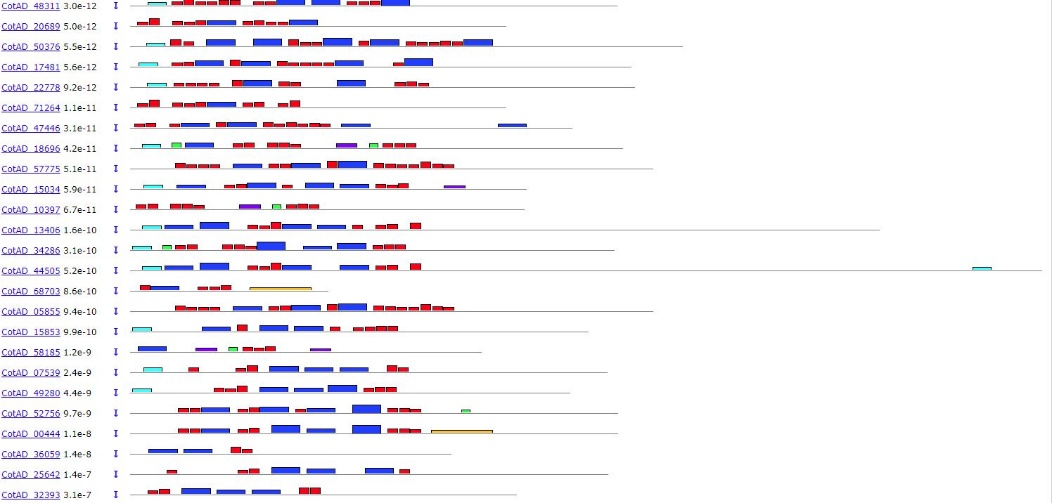 CotAD_48311 3.0e-12
CotAD_20689 5.0e-12
CotAD_50376 5.5e-12
CotAD_17481 5.6e-12
CotAD_22778 9.2e-12
CotAD_71264 1.1e-11
CotAD_47446 3.1e-11
CotAD_18696 4.2e-11
CotAD_57775 5.1e-11
CotAD_15034 5.9e-11
CotAD_10397 6.7e-11
CotAD_13406 1.6e-10
CotAD_34286 3.1e-10
CotAD_44505 5.2e-10
CotAD_68703 8.6e-10
CotAD_05855 9.4e-10
CotAD_15853 9.9e-10
CotAD_58185 1.2e-9
CotAD_07539 2.4e-9
CotAD_49280 4.4e-9
CotAD_52756 9.7e-9
CotAD_00444 1.1e-8
CotAD_36059 1.4e-8
CotAD_25642 1.4e-7
CotAD_32393 3.1e-7